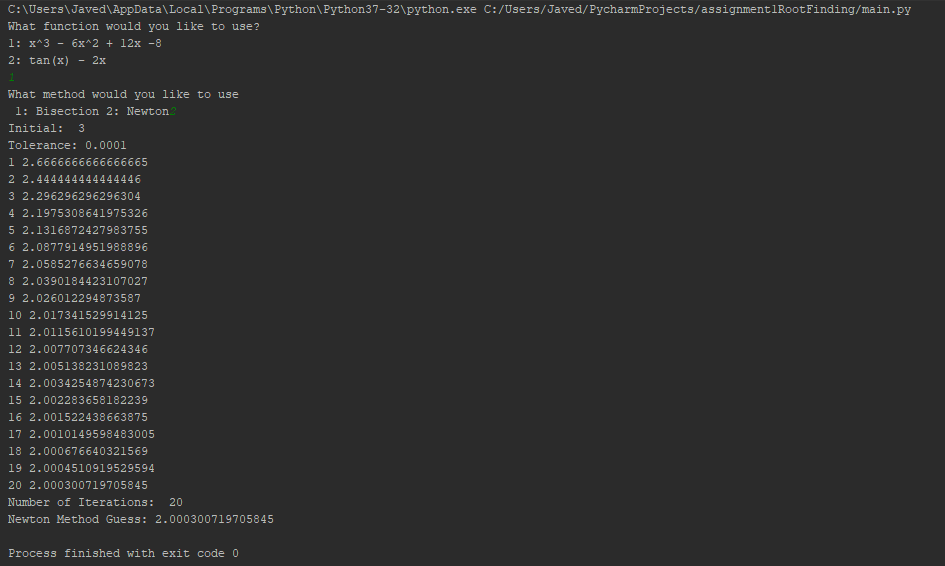 C:\Users\Javed\AppData\Local\Programs\Python\Python37-32\python.exe C:/Users/Javed/PycharmProjects/assignment1RootFinding/main.py
What function would you like to use?
1: x^3 - 6x^2 + 12x -8
2: tan(x) - 2x
1
What method would you like to use
1: Bisection 2: Newton2
Initial:  3
Tolerance: 0.0001
1 2.6666666666666665
2 2.444444444444446
3 2.296296296296304
4 2.1975308641975326
5 2.1316872427983755
6 2.0877914951988896
7 2.0585276634659078
8 2.0390184423107027
9 2.026012294873587
10 2.017341529914125
11 2.0115610199449137
12 2.007707346624346
13 2.005138231089823
14 2.0034254874230673
15 2.002283658182239
16 2.001522438663875
17 2.0010149598483005
18 2.000676640321569
19 2.0004510919529594
20 2.000300719705845
Number of Iterations:  20
Newton Method Guess: 2.000300719705845
Process finished with exit code 0